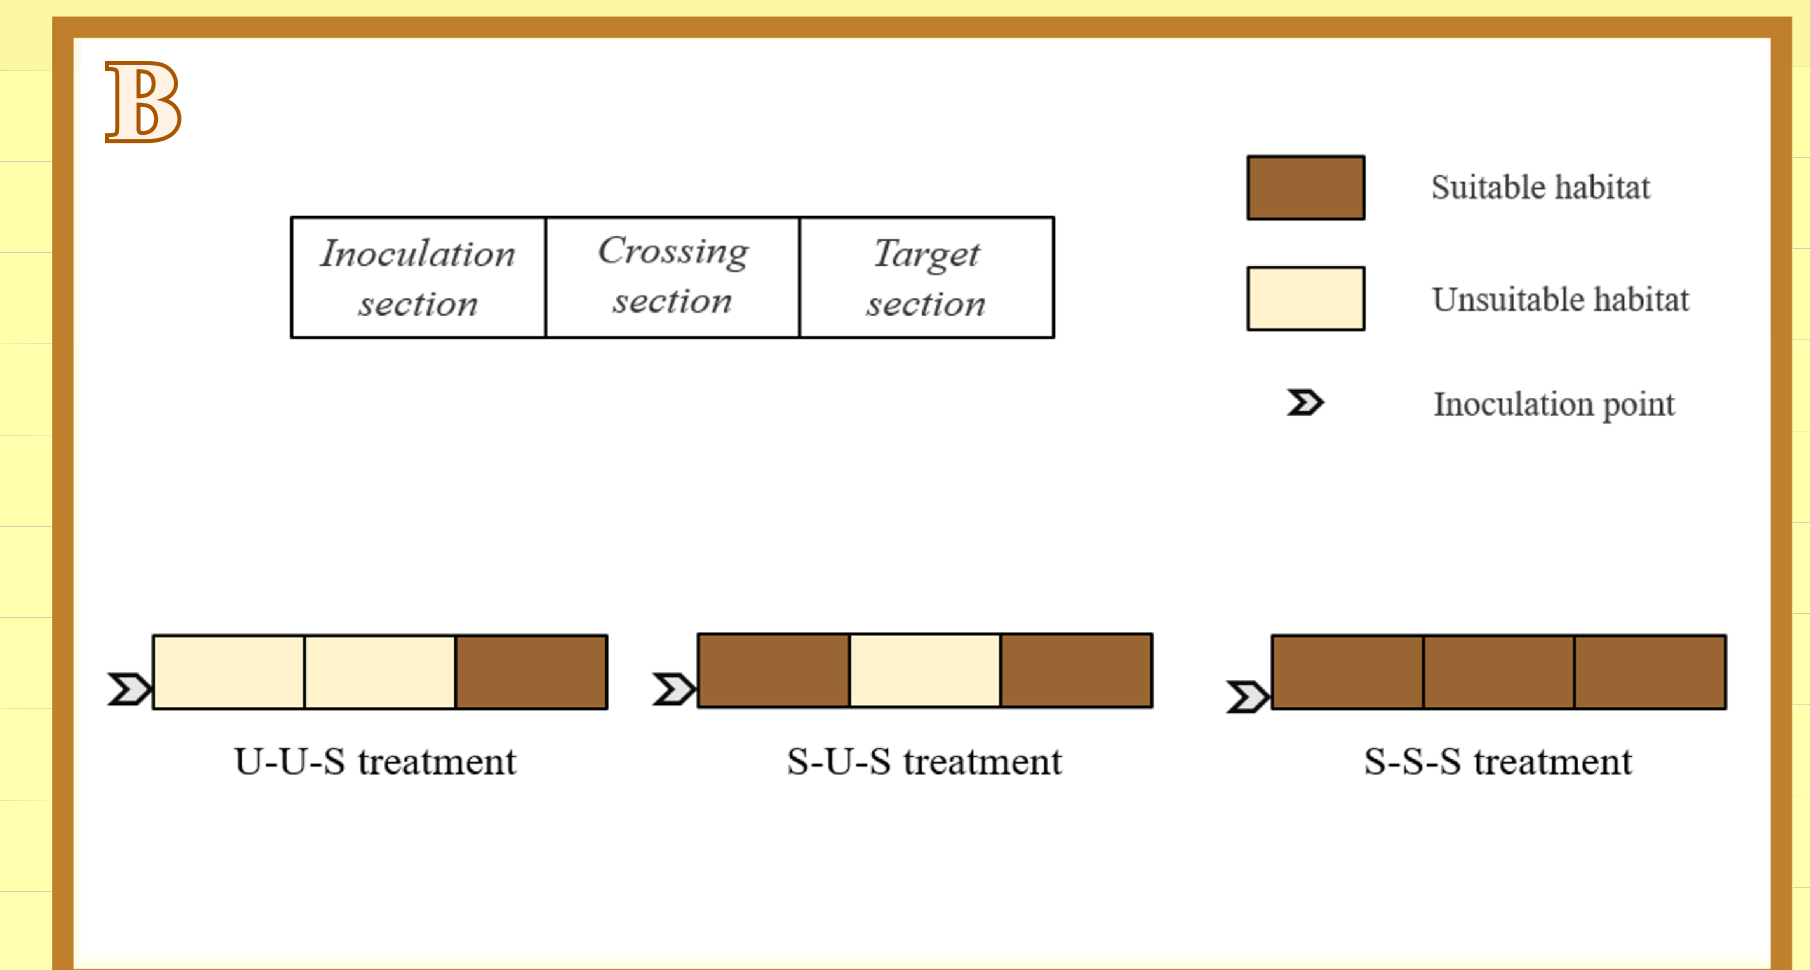 B
Inoculation
section
Crossing
section
Target
section
Suitable habitat
Unsuitable habitat
Inoculation point
U-U-S treatment
S-U-S treatment
S-S-S treatment